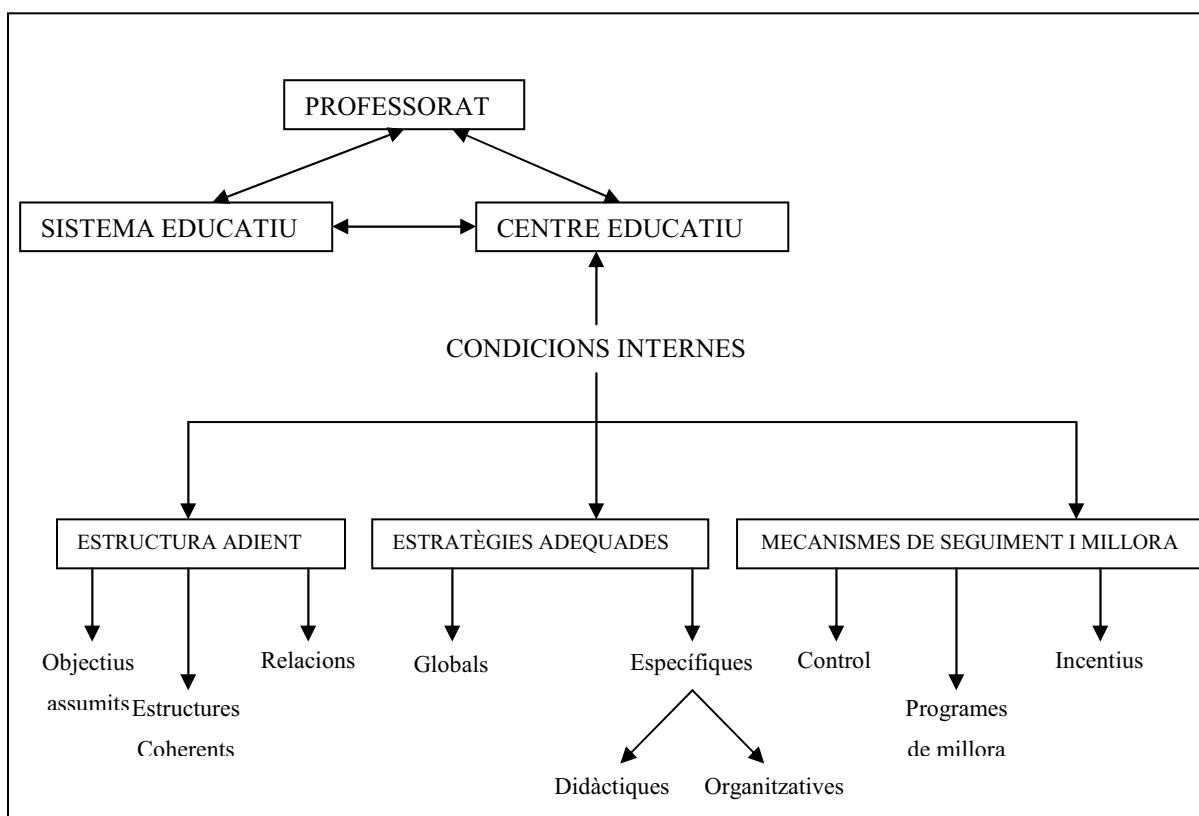 PROFESSORAT
SISTEMA EDUCATIU
CENTRE EDUCATIU
CONDICIONS INTERNES
ESTRUCTURA ADIENT
ESTRATÈGIES ADEQUADES
MECANISMES DE SEGUIMENT I MILLORA
Objectius
assumits
Estructures
Coherents
Relacions
Globals
Específiques
Didàctiques
Organitzatives
Control
Programes
de millora
Incentius